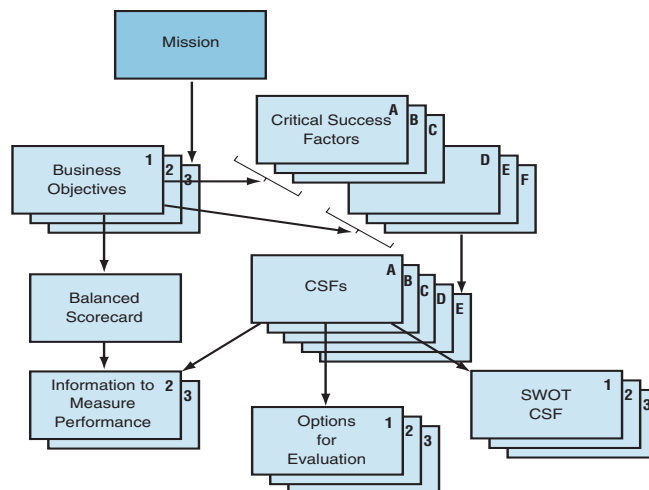 Mission
Critical Success
Factors
A
B
C
D
E
F
Business
Objectives
1
2
3
CSFs
A
B
C
D
E
Balanced
Scorecard
Information to
Measure
Performance
2
3
Options
for
Evaluation
1
2
3
SWOT
CSF
1
2
3